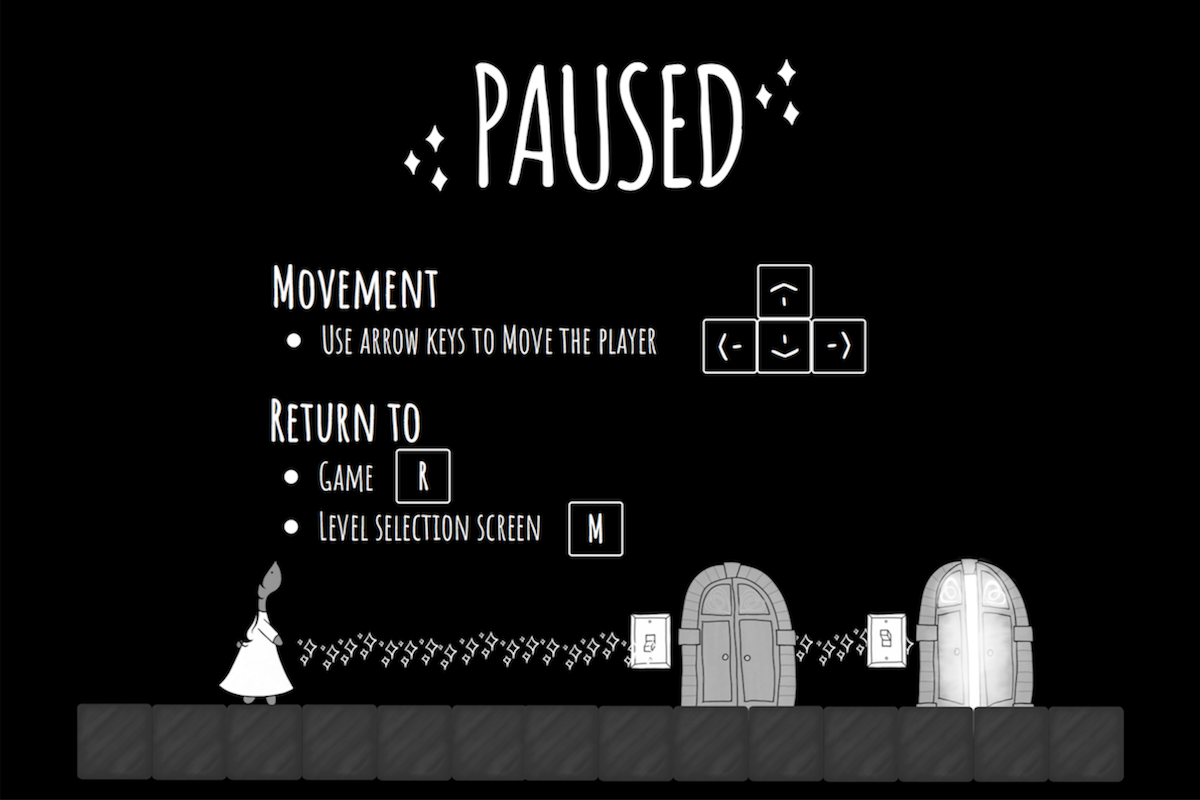 PAUSED
MOVEMENT
USE ARROW KEYS TO MOVE THE PLAYER
RETURN TO
GAME R
LEVEL SELECTION SCREEN M